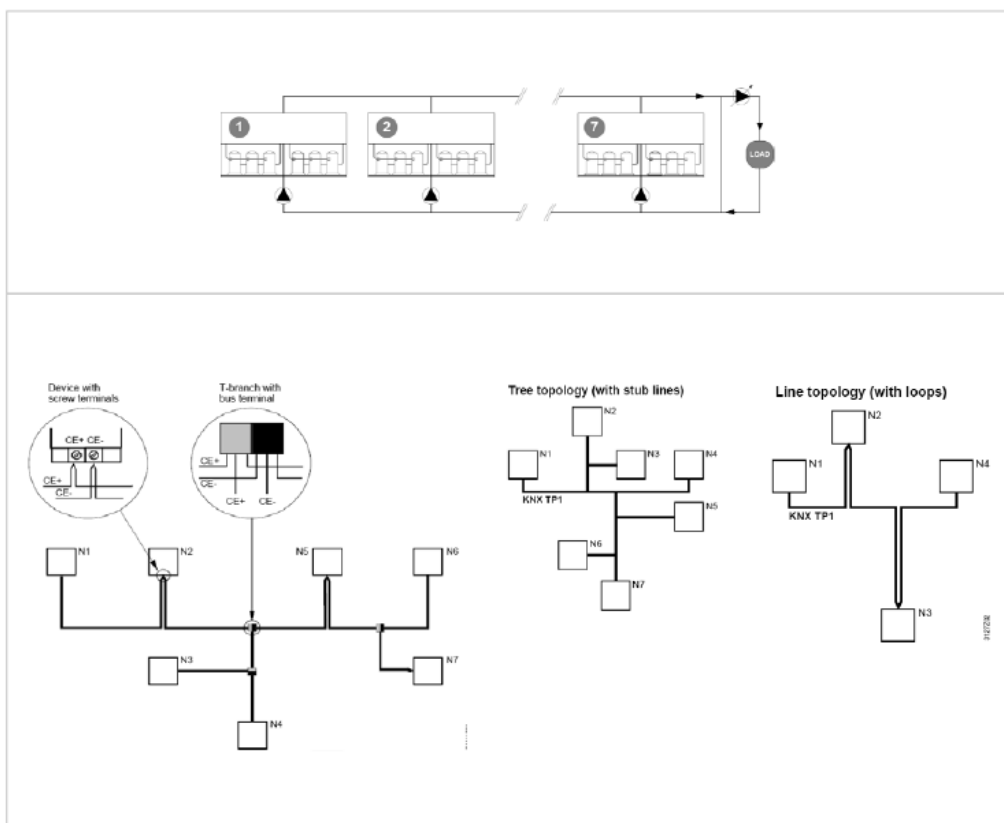 1
2
7
LOAD
Device with
screw terminals
CE+ CE-
CE+
CE-
T-branch with
bus terminal
CE+
CE-
CE+ CE-
N1
N2
N5
N6
N3
N7
N4
Tree topology (with stub lines)
N2
N1
N3
N4
KNX TP1
N5
N6
N7
Line topology (with loops)
N2
N1
N4
KNX TP1
N3